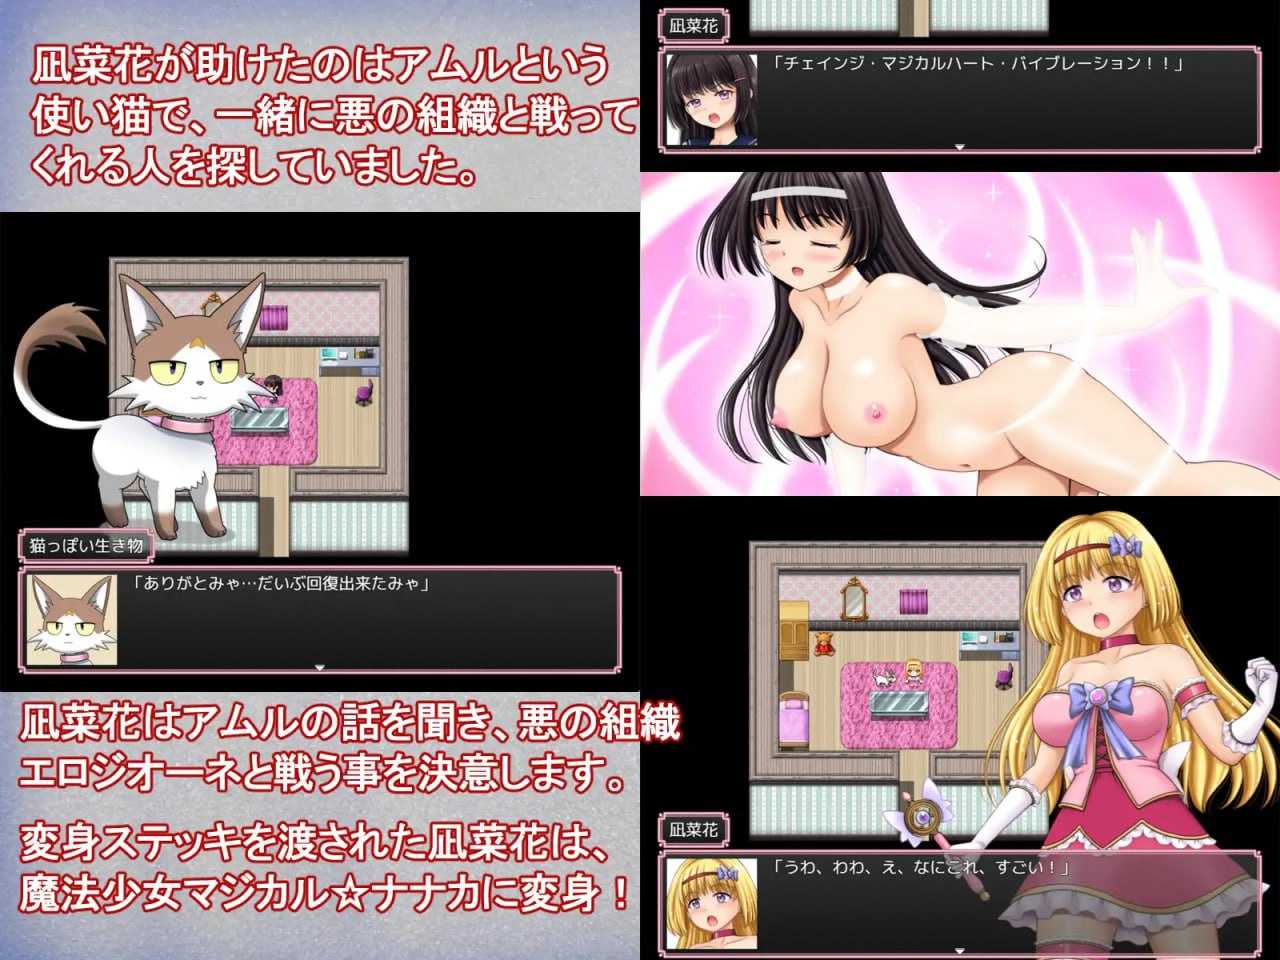 凪菜花が助けたのはアムルという
使い猫で、一緒に悪の組織と戦って
くれる人を探していました。
猫っぽい生き物
「ありがとみゃ…だいぶ回復出来たみゃ」
凪菜花はアムルの話を聞き、悪の組織
エロジオーネと戦う事を決意します。
変身ステッキを渡された凪菜花は、
魔法少女マジカル☆ナナカに変身！
凪菜花
「チェインジ・マジカルハート・バイブレーション！！」
凪菜花
「うわ、わわ、え、なにこれ、すごい！」